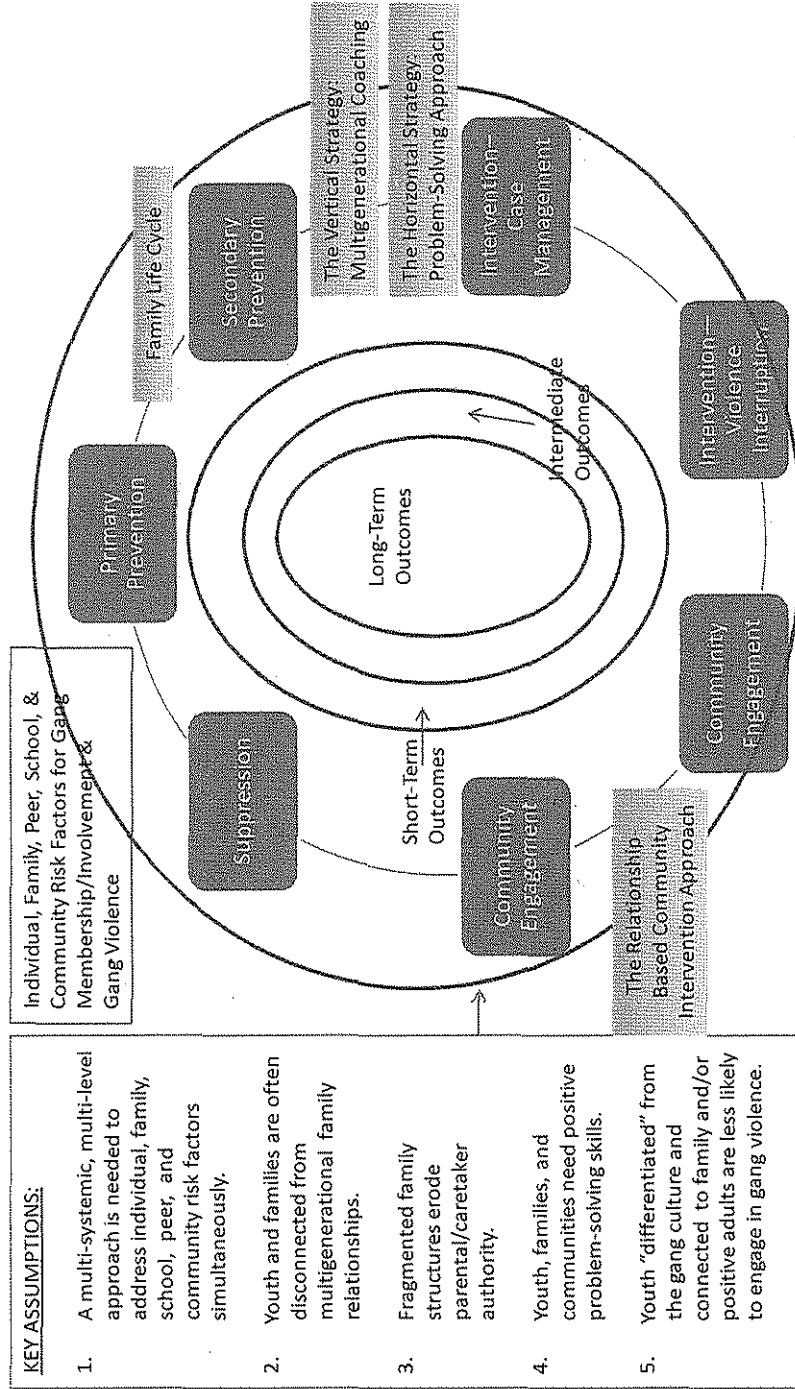 KEY ASSUMPTIONS:
1. A multi-systemic, multi-level
approach is needed to
address individual, family,
school, peer, and
community risk factors
simultaneously.
2. Youth and families are often
disconnected from
multigenerational family
relationships.
3. Fragmented family
structures erode
parental/caretaker
authority.
4. Youth, families, and
communities need positive
problem-solving skills.
5. Youth "differentiated" from
the gang culture and
connected to family and/or
positive adults are less likely
to engage in gang violence.
Individual, Family, Peer, School, &
Community Risk Factors for Gang
Membership/Involvement &
Gang Violence
Primary
Prevention
Family Life Cycle
Secondary
Prevention
The Vertical Strategy:
Multigenerational Coaching
The Horizontal Strategy:
Problem-Solving Approach
Intervention—
Case
Management
Intervention—
Violence
Interruption
Community
Engagement
The Relationship-
Based Community
Intervention Approach
Community
Engagement
Suppression
Short-Term
Outcomes
Intermediate
Outcomes
Long-Term
Outcomes